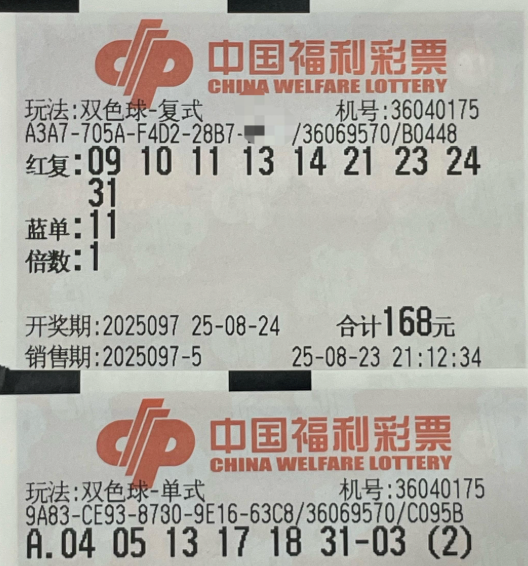 中国福利彩票
CHINA WELFARE LOTTERY
玩法:双色球-复式 机号:36040175
A3A7-705A-F4D2-28B7- /36069570/B0448
红复:09 10 11 13 14 21 23 24
31
蓝单:11
倍数:1
开奖期:2025097 25-08-24 合计168元
销售期:2025097-5 25-08-23 21:12:34
中国福利彩票
CHINA WELFARE LOTTERY
玩法:双色球-单式 机号:36040175
9A83-CE93-8780-9E16-63C8/36069570/C095B
A.04 05 13 17 18 31-03 (2)